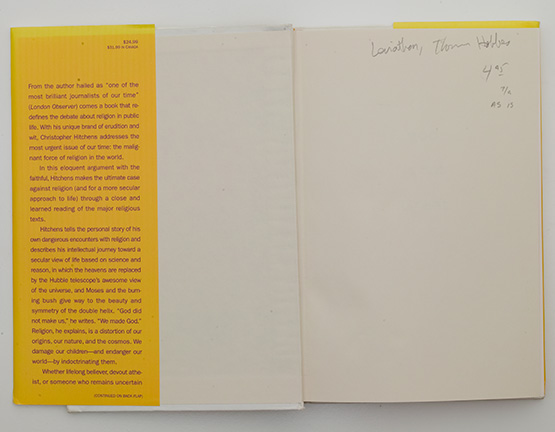 $24.99
$31.50 in Canada
From the author hailed as "one of the
most brilliant journalists of our time"
(London Observer) comes a book that re-
defines the debate about religion in public
life. With his unique brand of erudition and
wit, Christopher Hitchens addresses the
most urgent issue of our time: the malig-
nant force of religion in the world.
In this eloquent argument with the
faithful, Hitchens makes the ultimate case
against religion (and for a more secular
approach to life) through a close and
learned reading of the major religious
texts.
Hitchens tells the personal story of his
own dangerous encounters with religion and
describes his intellectual journey toward a
secular view of life based on science and
reason, in which the heavens are replaced
by the Hubble telescope's awesome view
of the universe, and Moses and the burn-
ing bush give way to the beauty and
symmetry of the double helix. "God did
not make us," he writes. "We made God."
Religion, he explains, is a distortion of our
origins, our nature, and the cosmos. We
damage our children—and endanger our
world—by indoctrinating them.
Whether lifelong believer, devout athe-
ist, or someone who remains uncertain
(CONTINUED ON BACK FLAP)
Leviathan, Thomas Hobbes
4 95